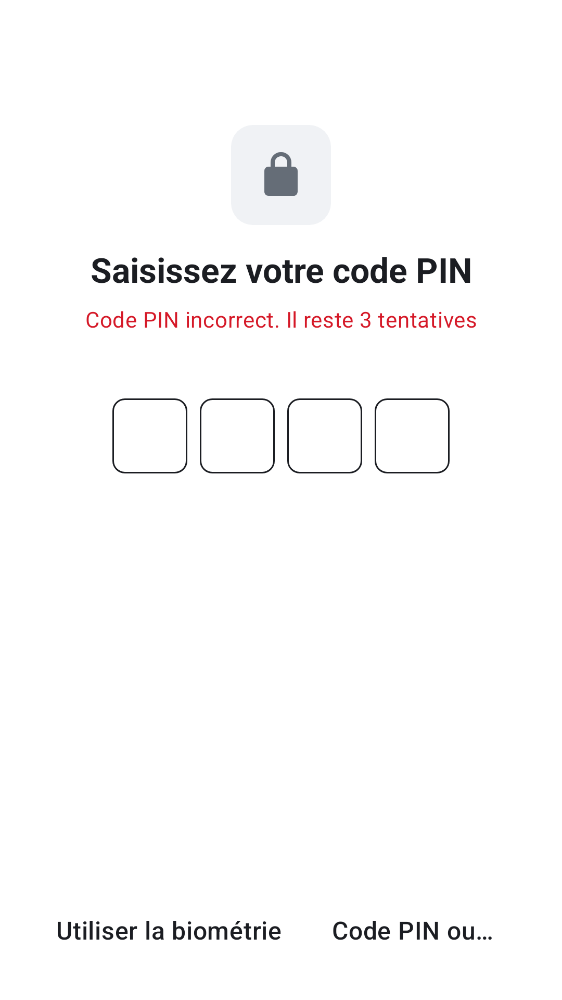 Saisissez votre code PIN
Code PIN incorrect. Il reste 3 tentatives
Utiliser la biométrie
Code PIN ou…